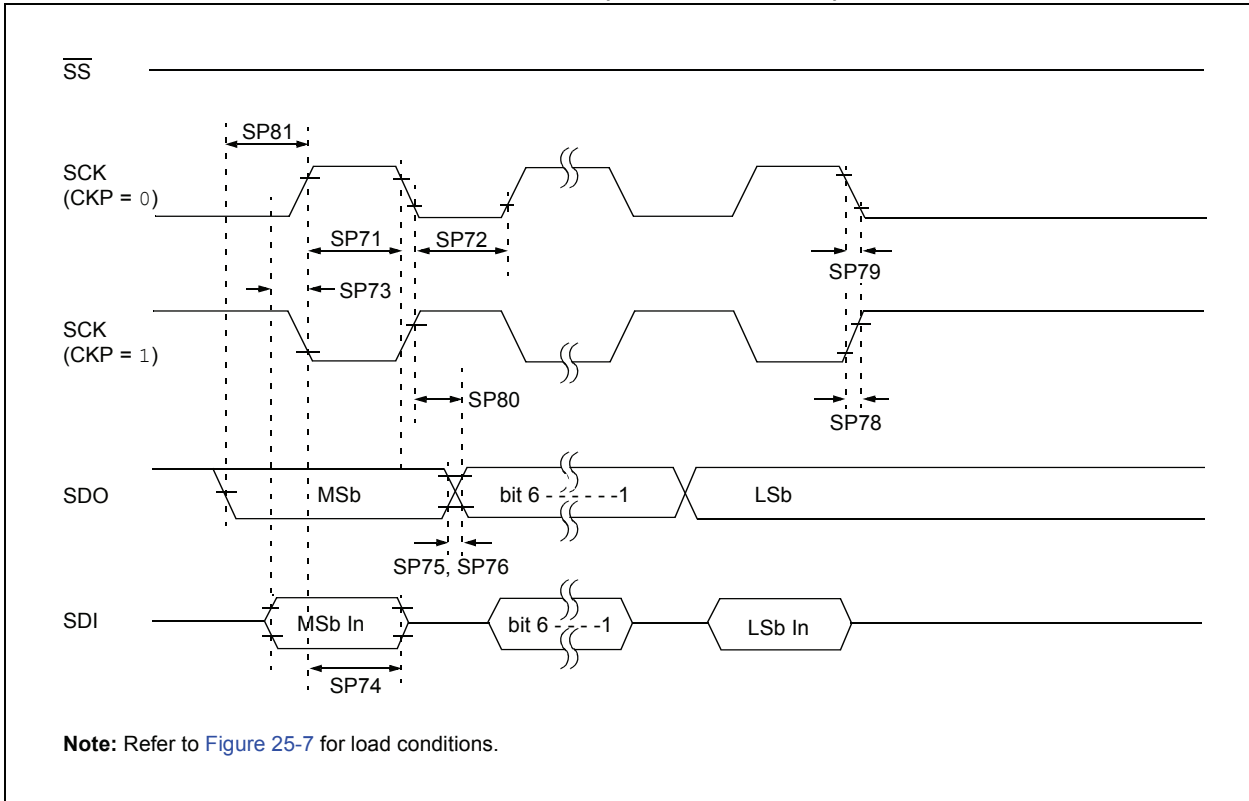 SS
SP81
SCK
(CKP = 0)
SP71
SP72
SP79
SP73
SCK
(CKP = 1)
SP80
SP78
SDO
MSb
bit 6 - - - - - -1
LSb
SP75, SP76
SDI
MSb In
bit 6 - - - -1
LSb In
SP74
Note: Refer to Figure 25-7 for load conditions.